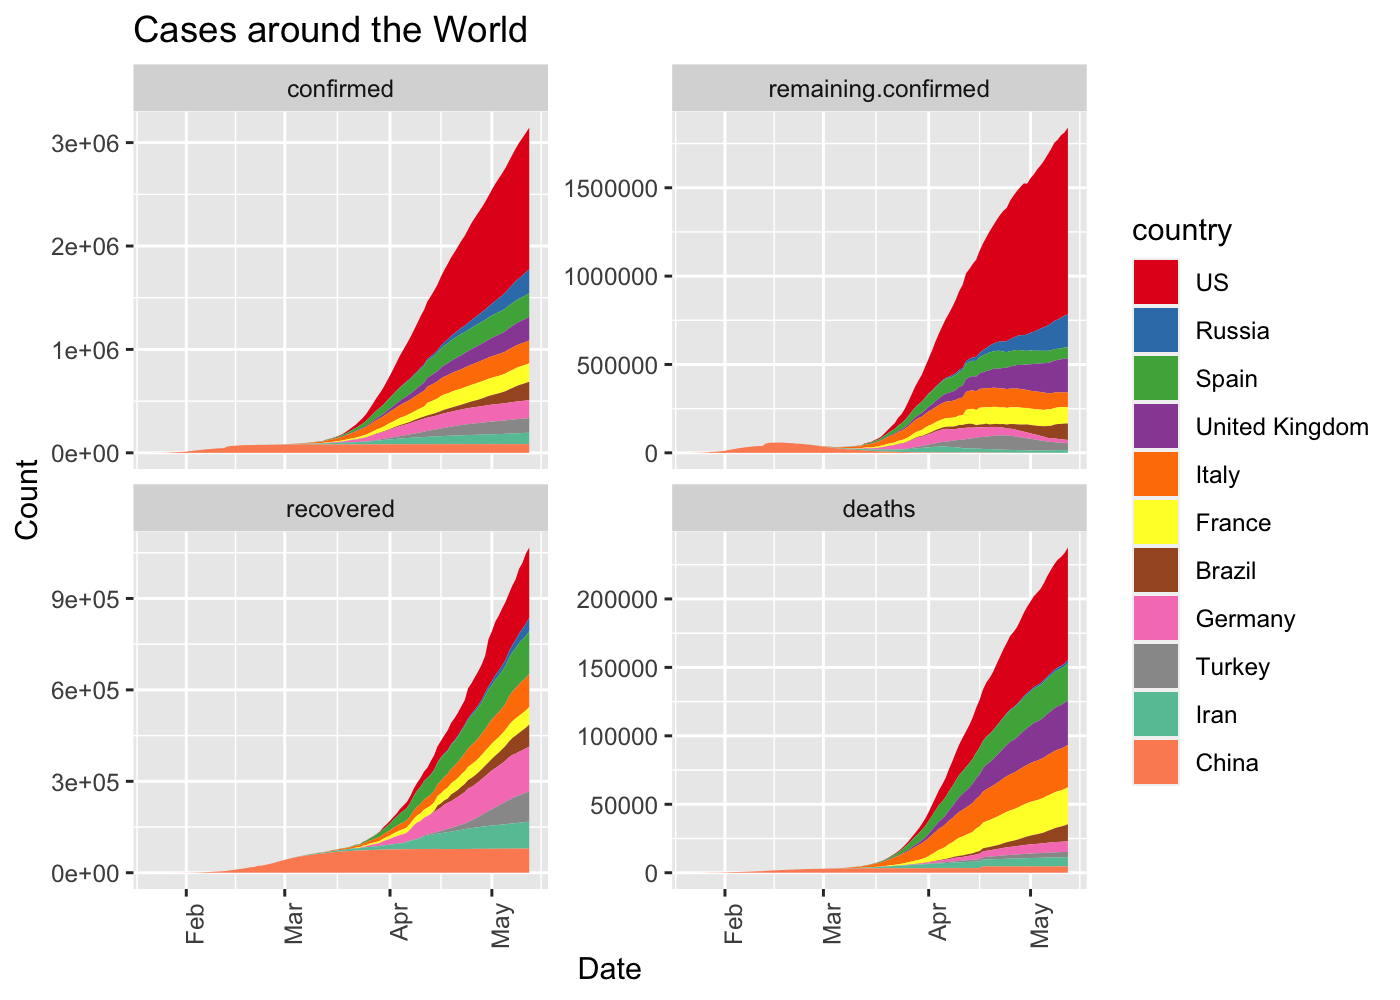 Cases around the World
confirmed
remaining.confirmed
3e+06
2e+06
1e+06
0e+00
1500000
1000000
500000
0
recovered
deaths
9e+05
6e+05
3e+05
0e+00
200000
150000
100000
50000
0
Feb
Mar
Apr
May
Feb
Mar
Apr
May
Count
Date
country
US
Russia
Spain
United Kingdom
Italy
France
Brazil
Germany
Turkey
Iran
China